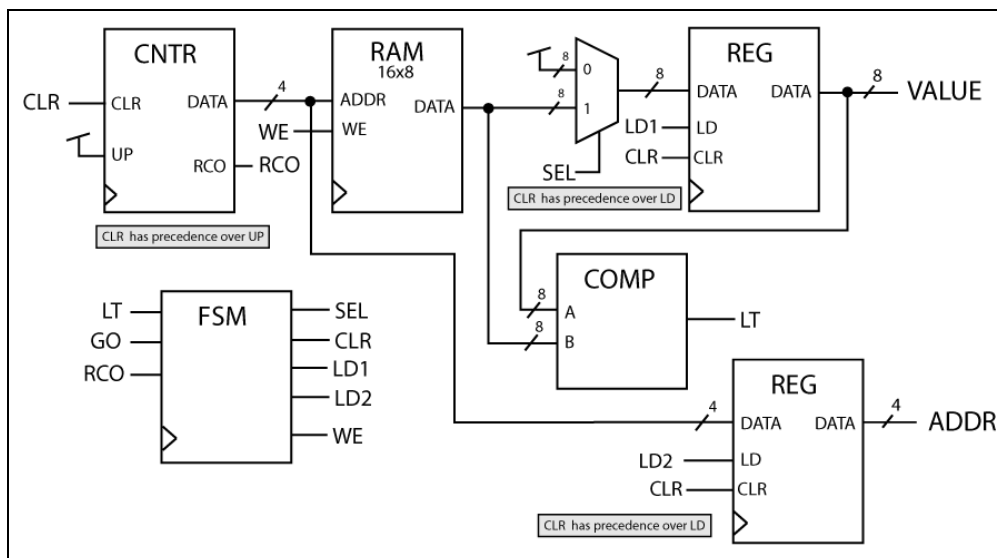 CNTR
CLR
CLR
DATA
4
UP
RCO
RCO
CLR has precedence over UP
RAM
16x8
ADDR
DATA
WE
WE
8
0
8
1
SEL
8
REG
DATA
DATA
8
VALUE
LD1
LD
CLR
CLR
CLR has precedence over LD
COMP
8
A
8
B
LT
LT
GO
RCO
FSM
SEL
CLR
LD1
LD2
WE
REG
4
DATA
DATA
4
ADDR
LD2
LD
CLR
CLR
CLR has precedence over LD